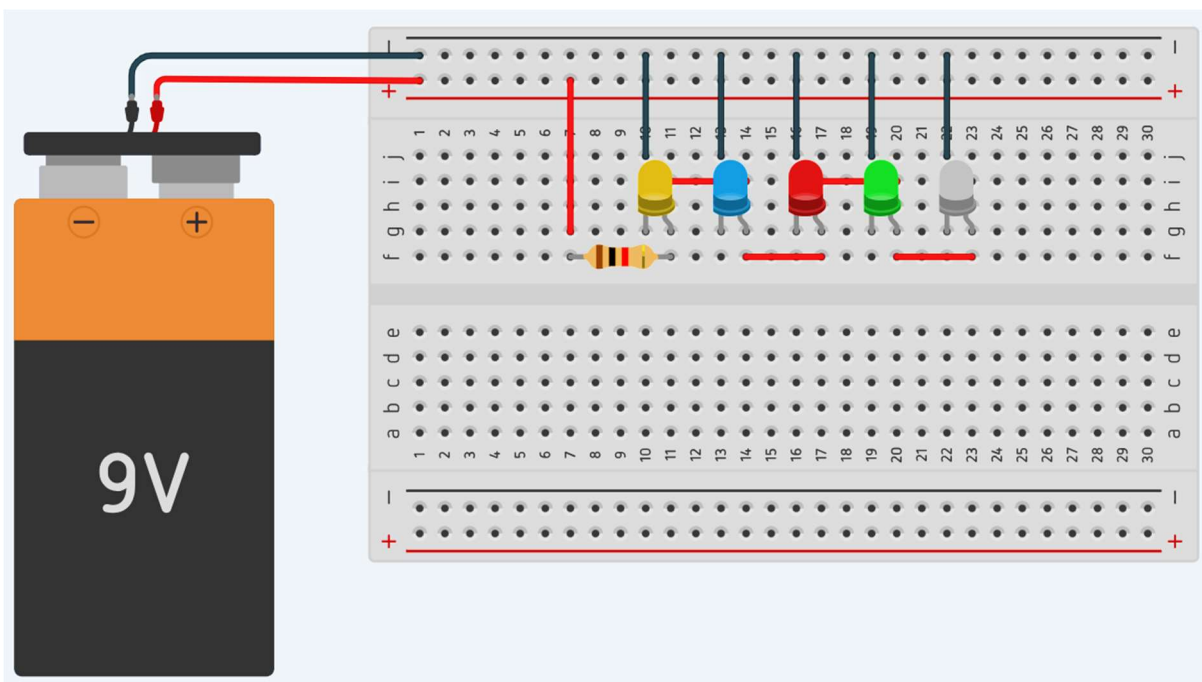 − −
+ +
1 2 3 4 5 6 7 8 9 10 11 12 13 14 15 16 17 18 19 20 21 22 23 24 25 26 27 28 29 30
j j
i i
h h
g g
f f
− +
e e
d d
c c
b b
a a
1 2 3 4 5 6 7 8 9 10 11 12 13 14 15 16 17 18 19 20 21 22 23 24 25 26 27 28 29 30
9V
− −
+ +